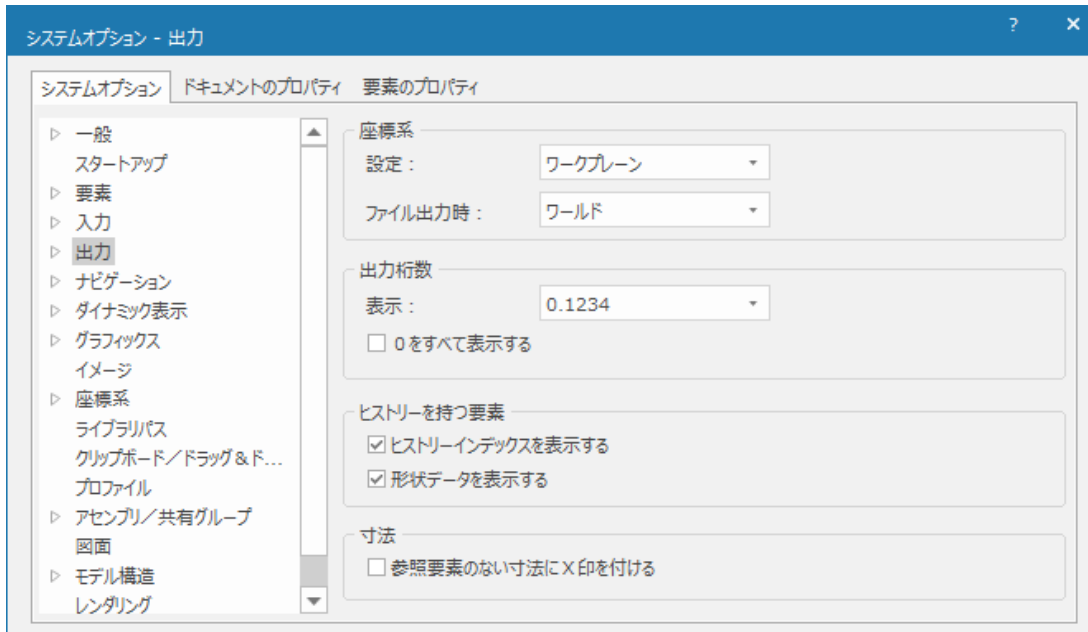 システムオプション - 出力
?
×
システムオプション ドキュメントのプロパティ 要素のプロパティ
一般
スタートアップ
要素
入力
出力
ナビゲーション
ダイナミック表示
グラフィックス
イメージ
座標系
ライブラリパス
クリップボード／ドラッグ＆ド...
プロファイル
アセンブリ／共有グループ
図面
モデル構造
レンダリング
座標系
設定： ワークプレーン
ファイル出力時： ワールド
出力桁数
表示： 0.1234
0をすべて表示する
ヒストリーを持つ要素
ヒストリーインデックスを表示する
形状データを表示する
寸法
参照要素のない寸法にX印を付ける